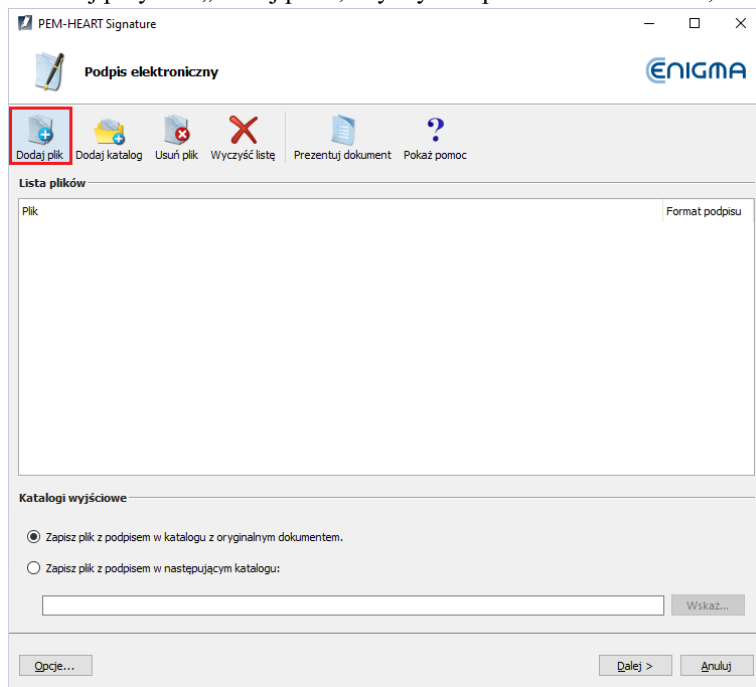 PEM-HEART Signature
Podpis elektroniczny
ENIGMA
Dodaj plik Dodaj katalog Usuń plik Wyczyść listę Prezentuj dokument Pokaż pomoc
Lista plików
Plik Format podpisu
Katalogi wyjściowe
Zapisz plik z podpisem w katalogu z oryginalnym dokumentem.
Zapisz plik z podpisem w następującym katalogu:
Wskaż...
Opcje... Dalej > Anuluj